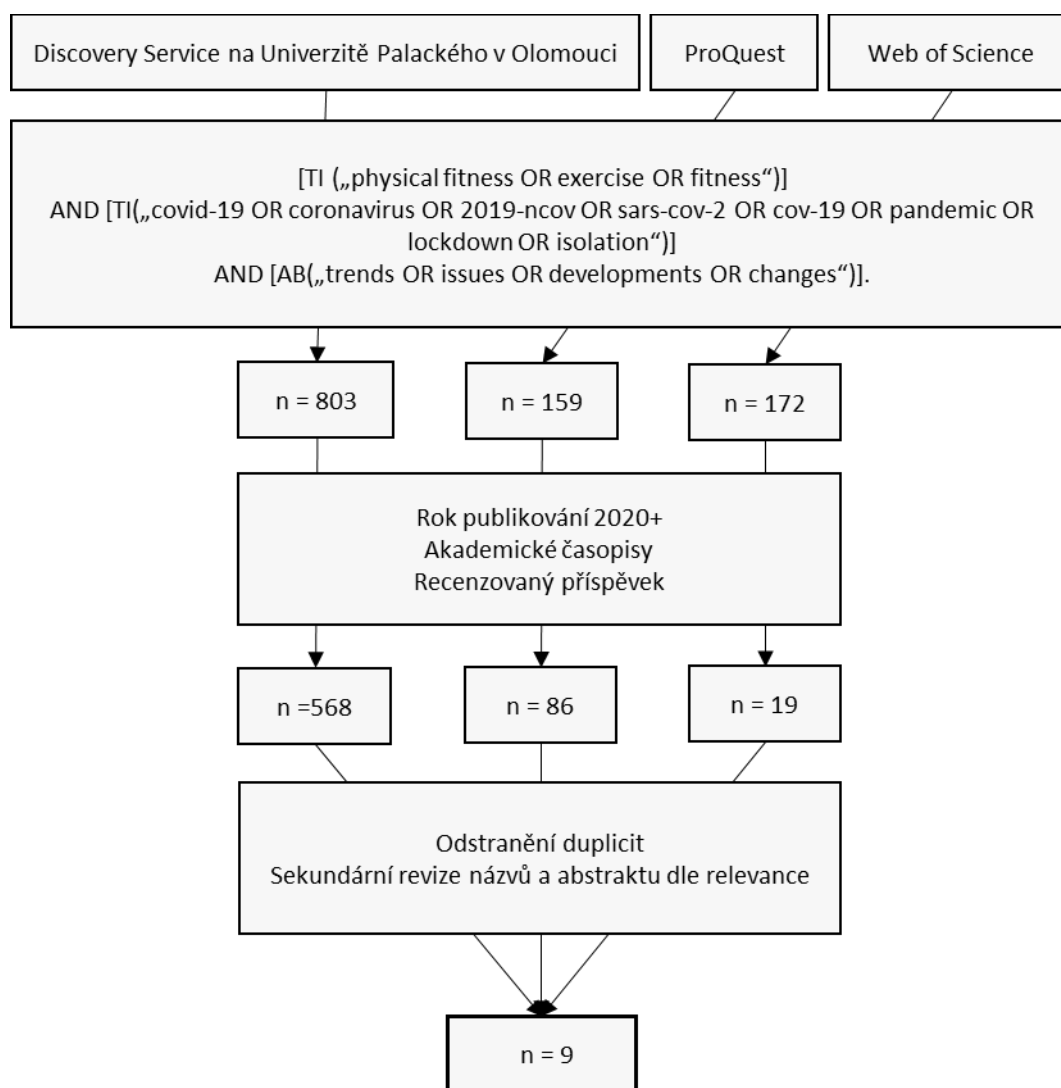 Discovery Service na Univerzitě Palackého v Olomouci
ProQuest
Web of Science
[TI („physical fitness OR exercise OR fitness“)]
AND [TI(„covid-19 OR coronavirus OR 2019-ncov OR sars-cov-2 OR cov-19 OR pandemic OR
lockdown OR isolation“)]
AND [AB(„trends OR issues OR developments OR changes“)].
n = 803
n = 159
n = 172
Rok publikování 2020+
Akademické časopisy
Recenzovaný příspěvek
n =568
n = 86
n = 19
Odstranění duplicit
Sekundární revize názvů a abstraktu dle relevance
n = 9